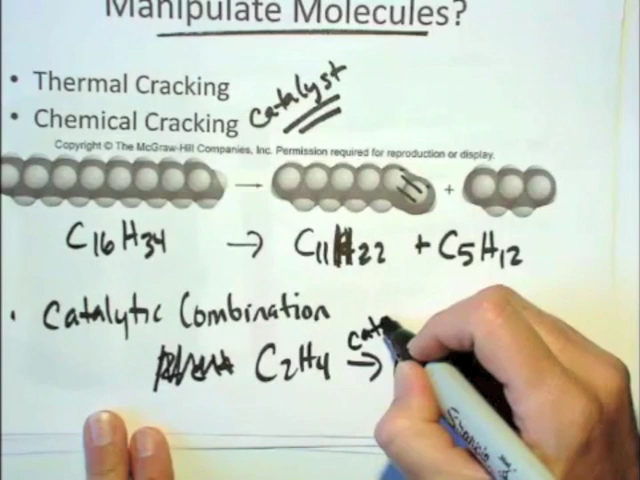 Manipulate Molecules?
• Thermal Cracking
• Chemical Cracking catalyst
Copyright © The McGraw-Hill Companies, Inc. Permission required for reproduction or display.
→ H +
C16H34 → C11H22 + C5H12
• Catalytic Combination
C2H4 cat →